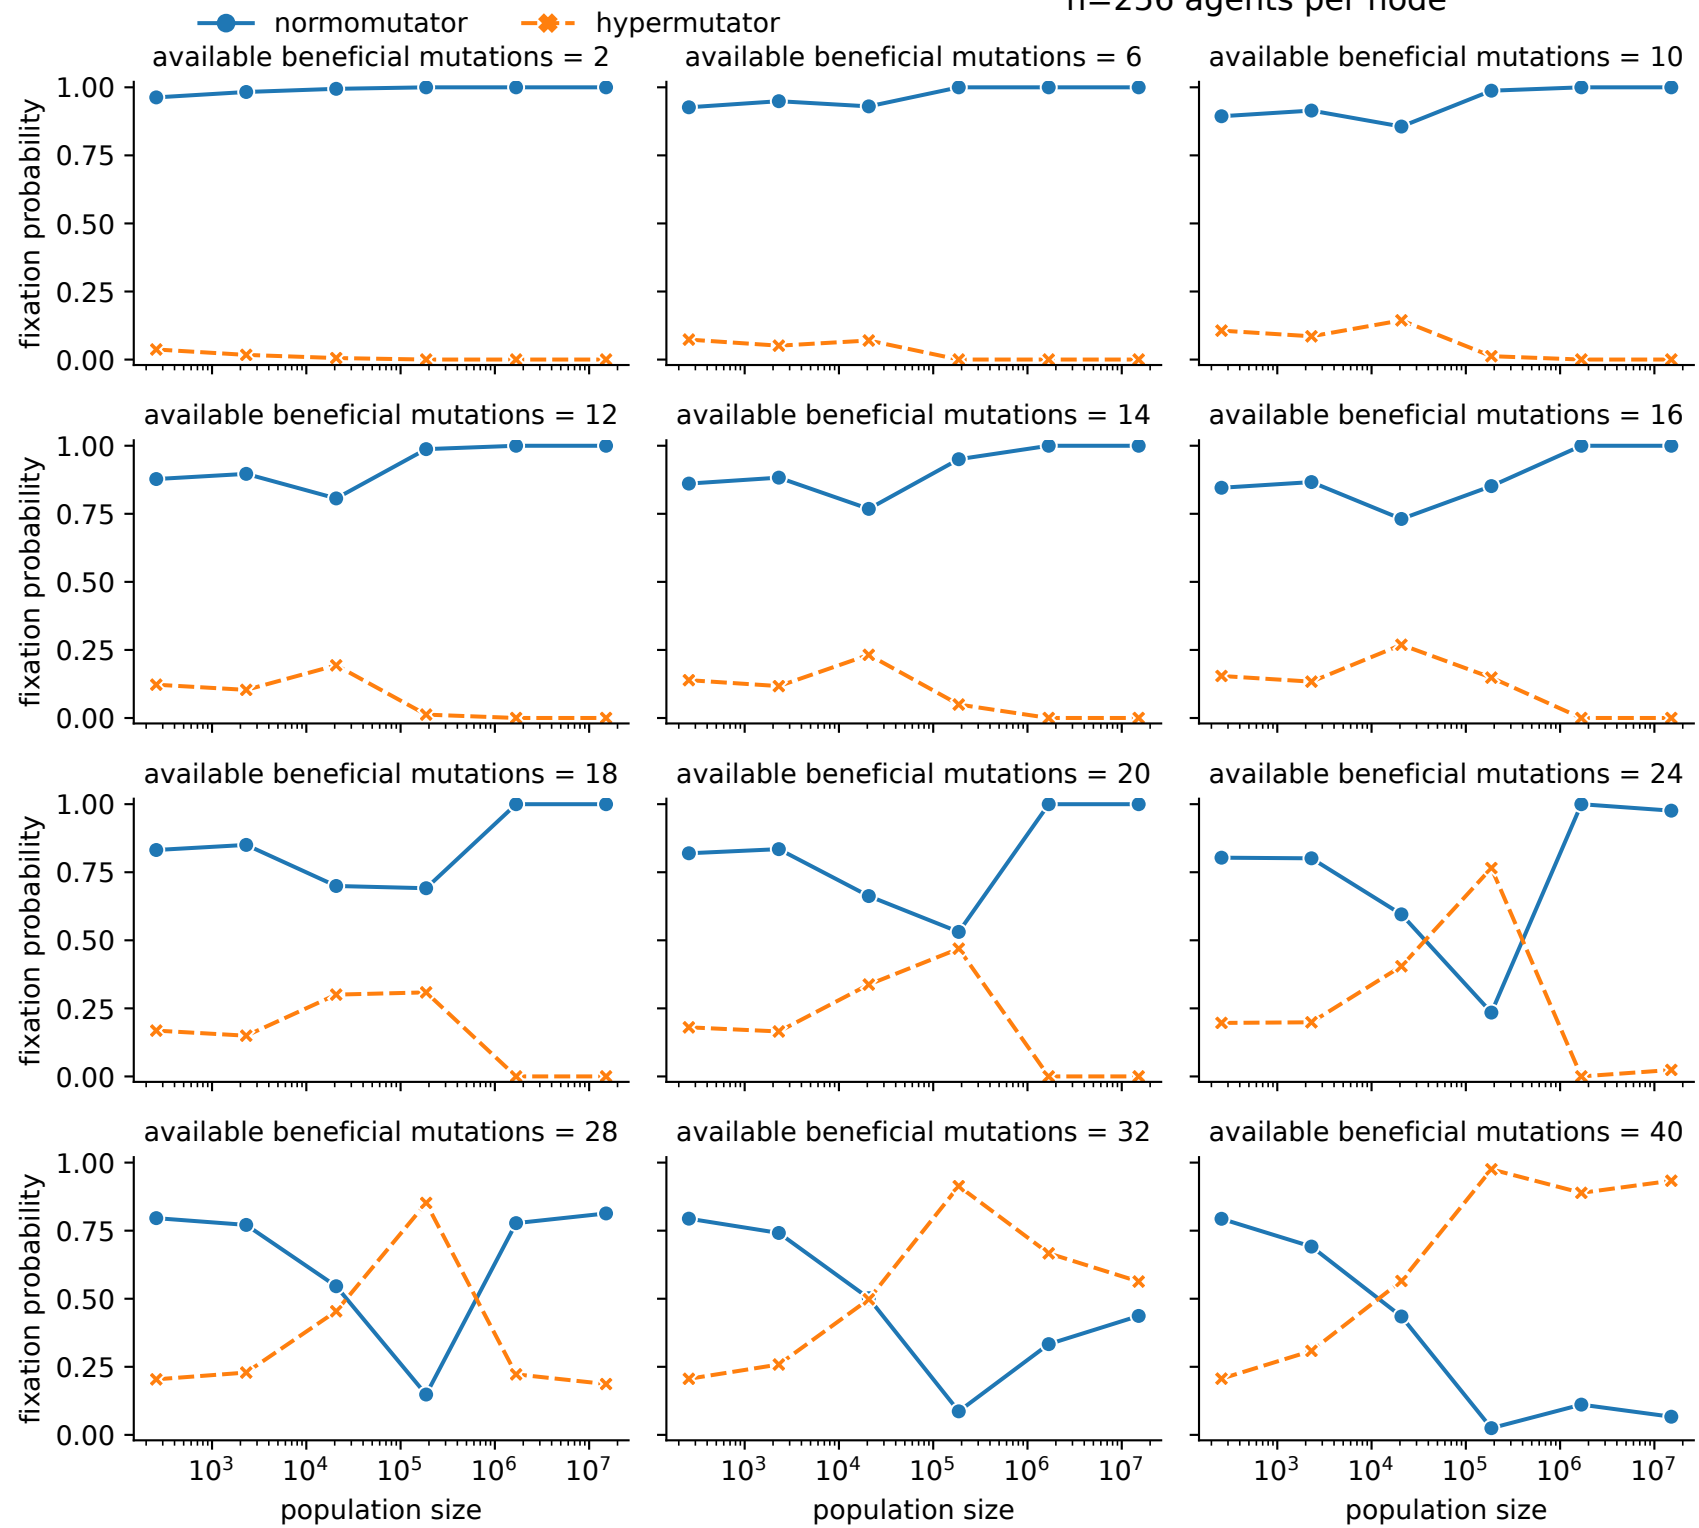 n=256 agents per node
normomutator hypermutator
available beneficial mutations = 2 available beneficial mutations = 6 available beneficial mutations = 10
fixation probability
1.00
0.75
0.50
0.25
0.00
available beneficial mutations = 12 available beneficial mutations = 14 available beneficial mutations = 16
fixation probability
1.00
0.75
0.50
0.25
0.00
available beneficial mutations = 18 available beneficial mutations = 20 available beneficial mutations = 24
fixation probability
1.00
0.75
0.50
0.25
0.00
available beneficial mutations = 28 available beneficial mutations = 32 available beneficial mutations = 40
fixation probability
1.00
0.75
0.50
0.25
0.00
10³ 10⁴ 10⁵ 10⁶ 10⁷ 10³ 10⁴ 10⁵ 10⁶ 10⁷ 10³ 10⁴ 10⁵ 10⁶ 10⁷
population size population size population size